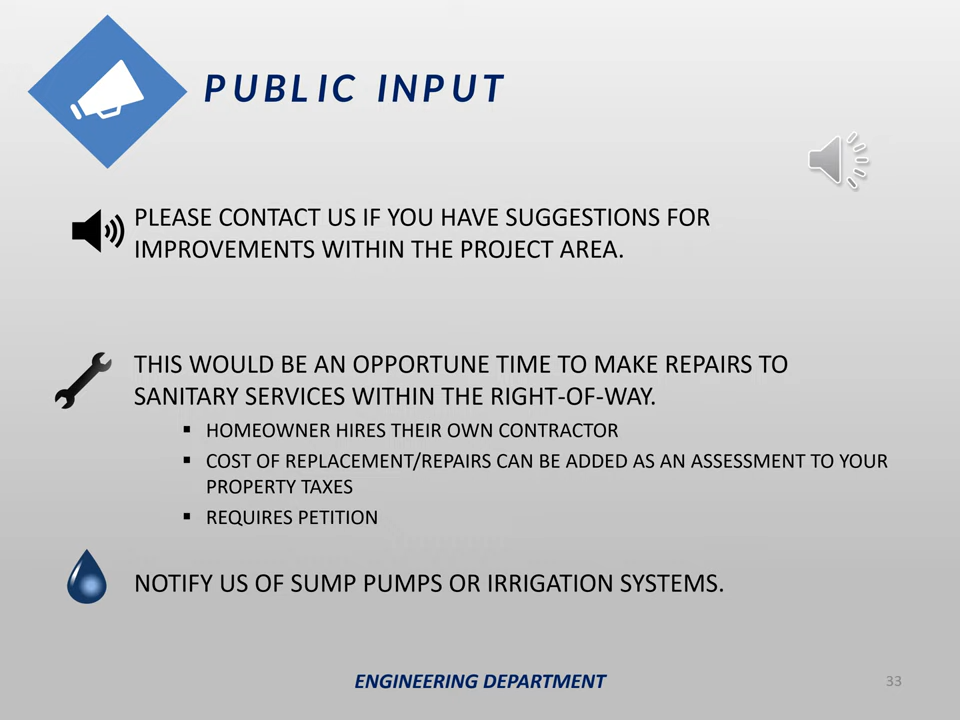 PUBLIC INPUT
PLEASE CONTACT US IF YOU HAVE SUGGESTIONS FOR
IMPROVEMENTS WITHIN THE PROJECT AREA.
THIS WOULD BE AN OPPORTUNE TIME TO MAKE REPAIRS TO
SANITARY SERVICES WITHIN THE RIGHT-OF-WAY.
▪ HOMEOWNER HIRES THEIR OWN CONTRACTOR
▪ COST OF REPLACEMENT/REPAIRS CAN BE ADDED AS AN ASSESSMENT TO YOUR
PROPERTY TAXES
▪ REQUIRES PETITION
NOTIFY US OF SUMP PUMPS OR IRRIGATION SYSTEMS.
ENGINEERING DEPARTMENT
33